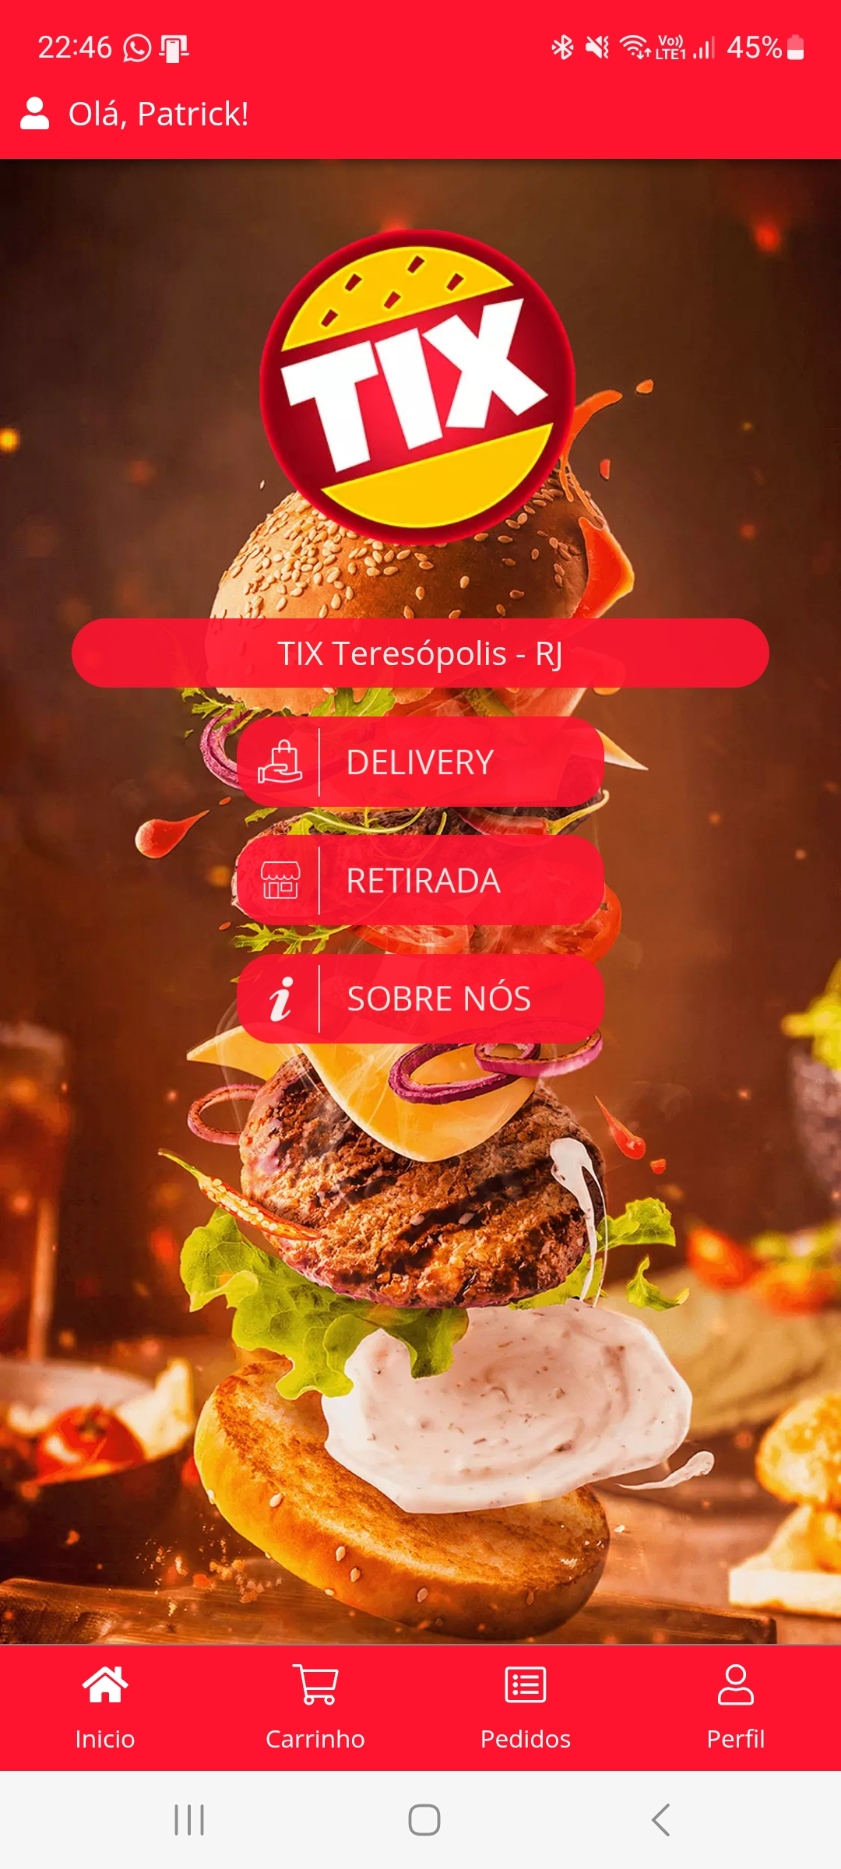 22:46 Vo)) LTE1 45%
Olá, Patrick!
TIX
TIX Teresópolis - RJ
DELIVERY
RETIRADA
i SOBRE NÓS
Inicio Carrinho Pedidos Perfil